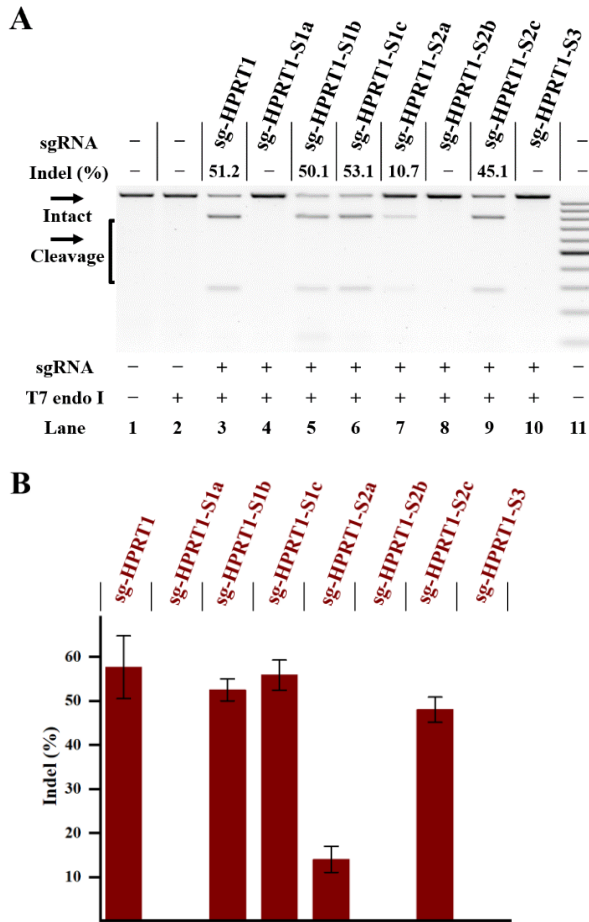 A
sg-HPRT1
sg-HPRT1-S1a
sg-HPRT1-S1b
sg-HPRT1-S1c
sg-HPRT1-S2a
sg-HPRT1-S2b
sg-HPRT1-S2c
sg-HPRT1-S3
sgRNA – – –
Indel (%) – – 51.2 – 50.1 53.1 10.7 – 45.1 – –
Intact
Cleavage
sgRNA – – + + + + + + + + –
T7 endo I – + + + + + + + + + –
Lane 1 2 3 4 5 6 7 8 9 10 11
B
sg-HPRT1
sg-HPRT1-S1a
sg-HPRT1-S1b
sg-HPRT1-S1c
sg-HPRT1-S2a
sg-HPRT1-S2b
sg-HPRT1-S2c
sg-HPRT1-S3
Indel (%)
60
50
40
30
20
10